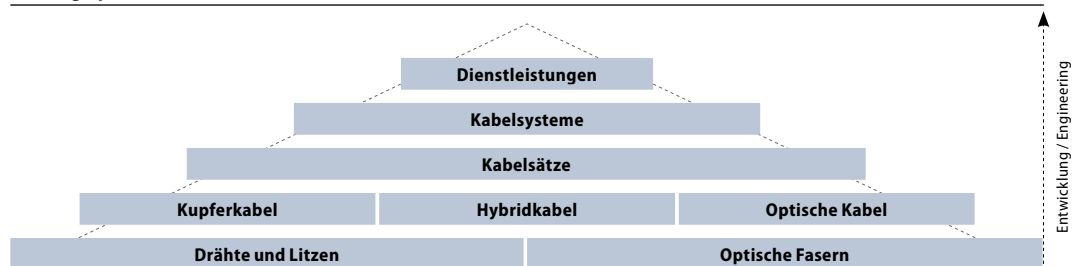 Dienstleistungen
Kabelsysteme
Kabelsätze
Kupferkabel Hybridkabel Optische Kabel
Drähte und Litzen Optische Fasern
Entwicklung / Engineering